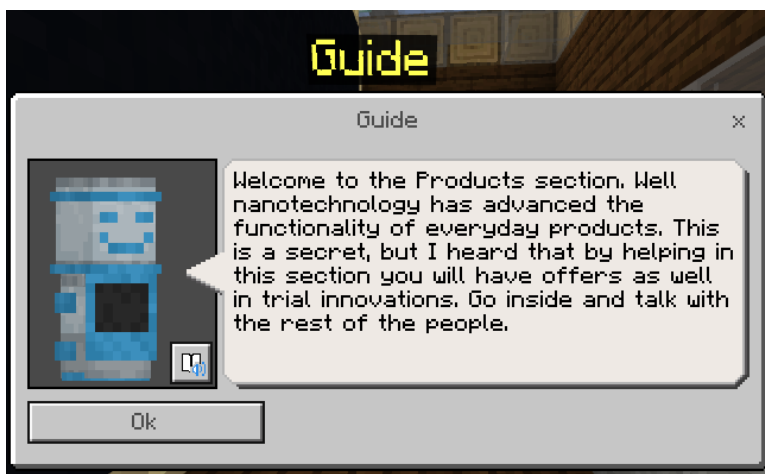 Guide
Guide
x
Welcome to the Products section. Well
nanotechnology has advanced the
functionality of everyday products. This
is a secret, but I heard that by helping in
this section you will have offers as well
in trial innovations. Go inside and talk with
the rest of the people.
Ok